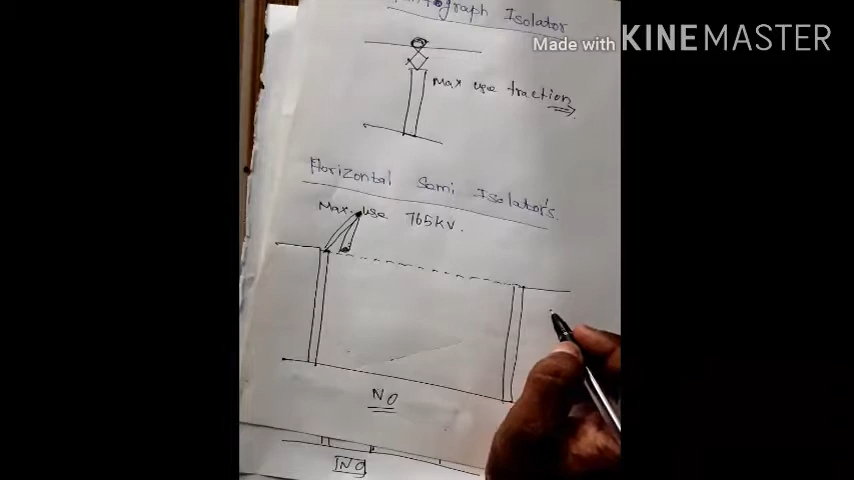 Isolator
Made with KINEMASTER
Max use traction
Horizontal Semi Isolator's.
Max. use 765kV.
NO
NO